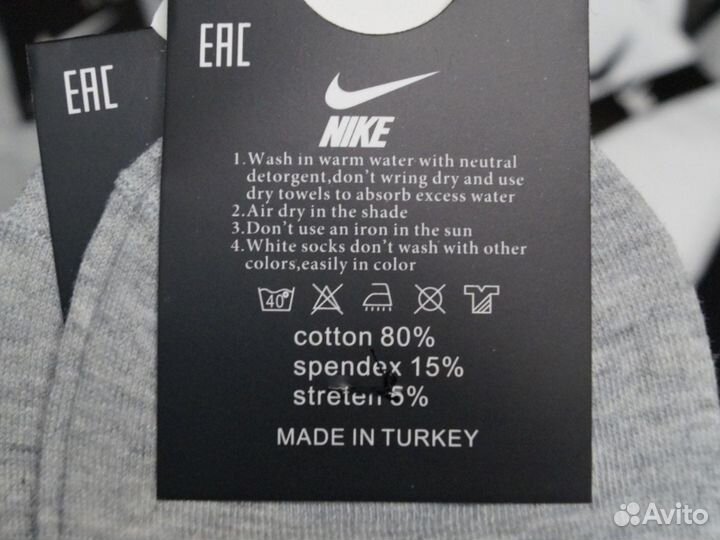 EAC
EAC
NIKE
1.Wash in warm water with neutral
detorgent,don't wring dry and use
dry towels to absorb excess water
2.Air dry in the shade
3.Don't use an iron in the sun
4.White socks don't wash with other
colors,easily in color
40°
cotton 80%
spendex 15%
streten 5%
MADE IN TURKEY
Avito